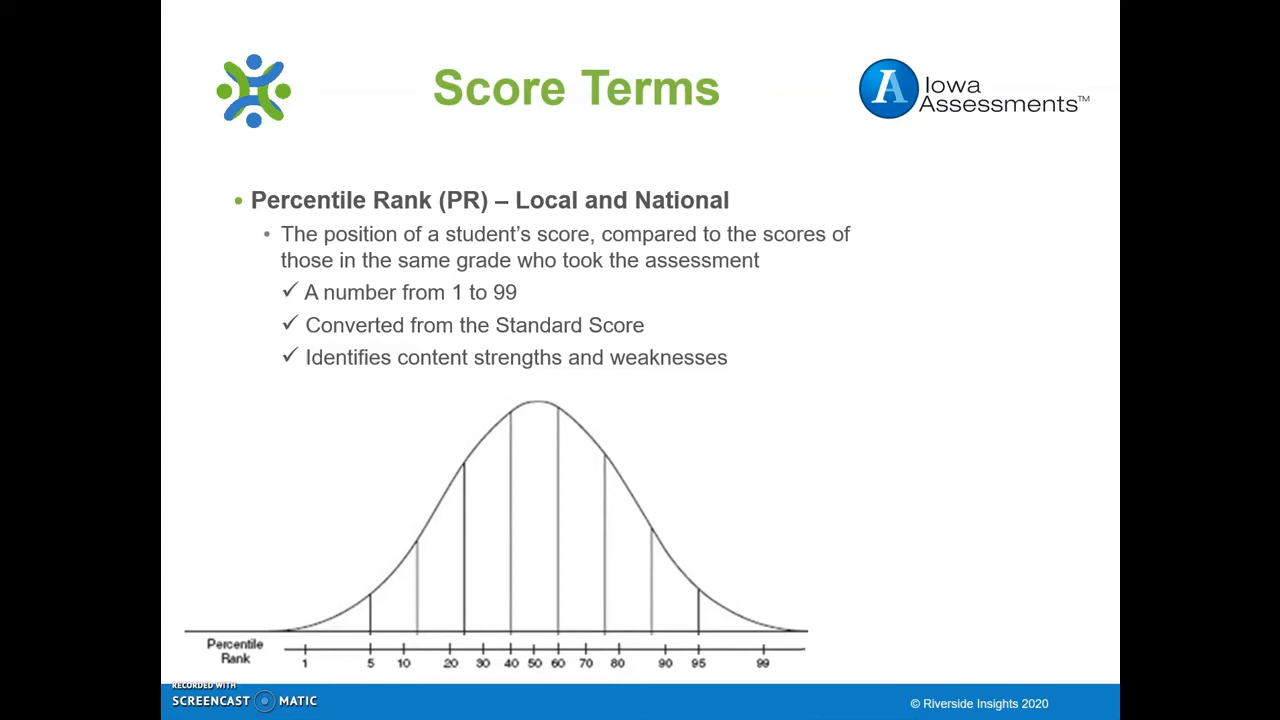 Score Terms
A Iowa
Assessments™
• Percentile Rank (PR) – Local and National
• The position of a student's score, compared to the scores of
those in the same grade who took the assessment
✓ A number from 1 to 99
✓ Converted from the Standard Score
✓ Identifies content strengths and weaknesses
Percentile
Rank
1 5 10 20 30 40 50 60 70 80 90 95 99
RECORDED WITH
SCREENCAST MATIC
© Riverside Insights 2020